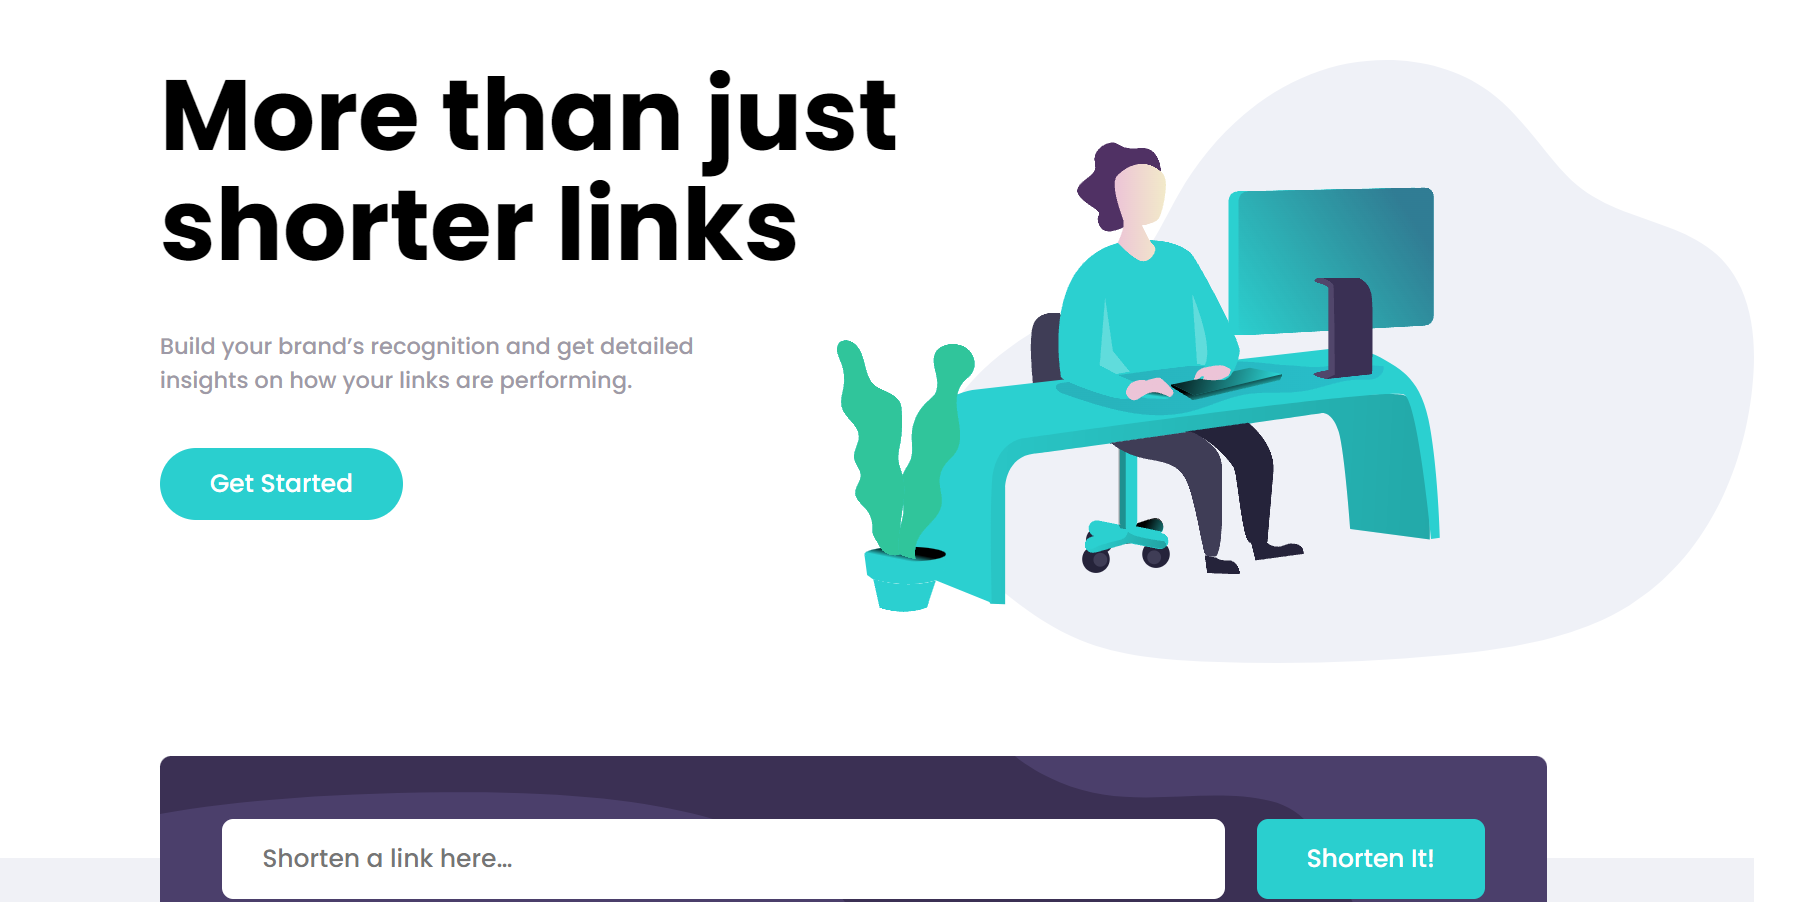 More than just
shorter links
Build your brand’s recognition and get detailed
insights on how your links are performing.
Get Started
Shorten a link here...
Shorten It!